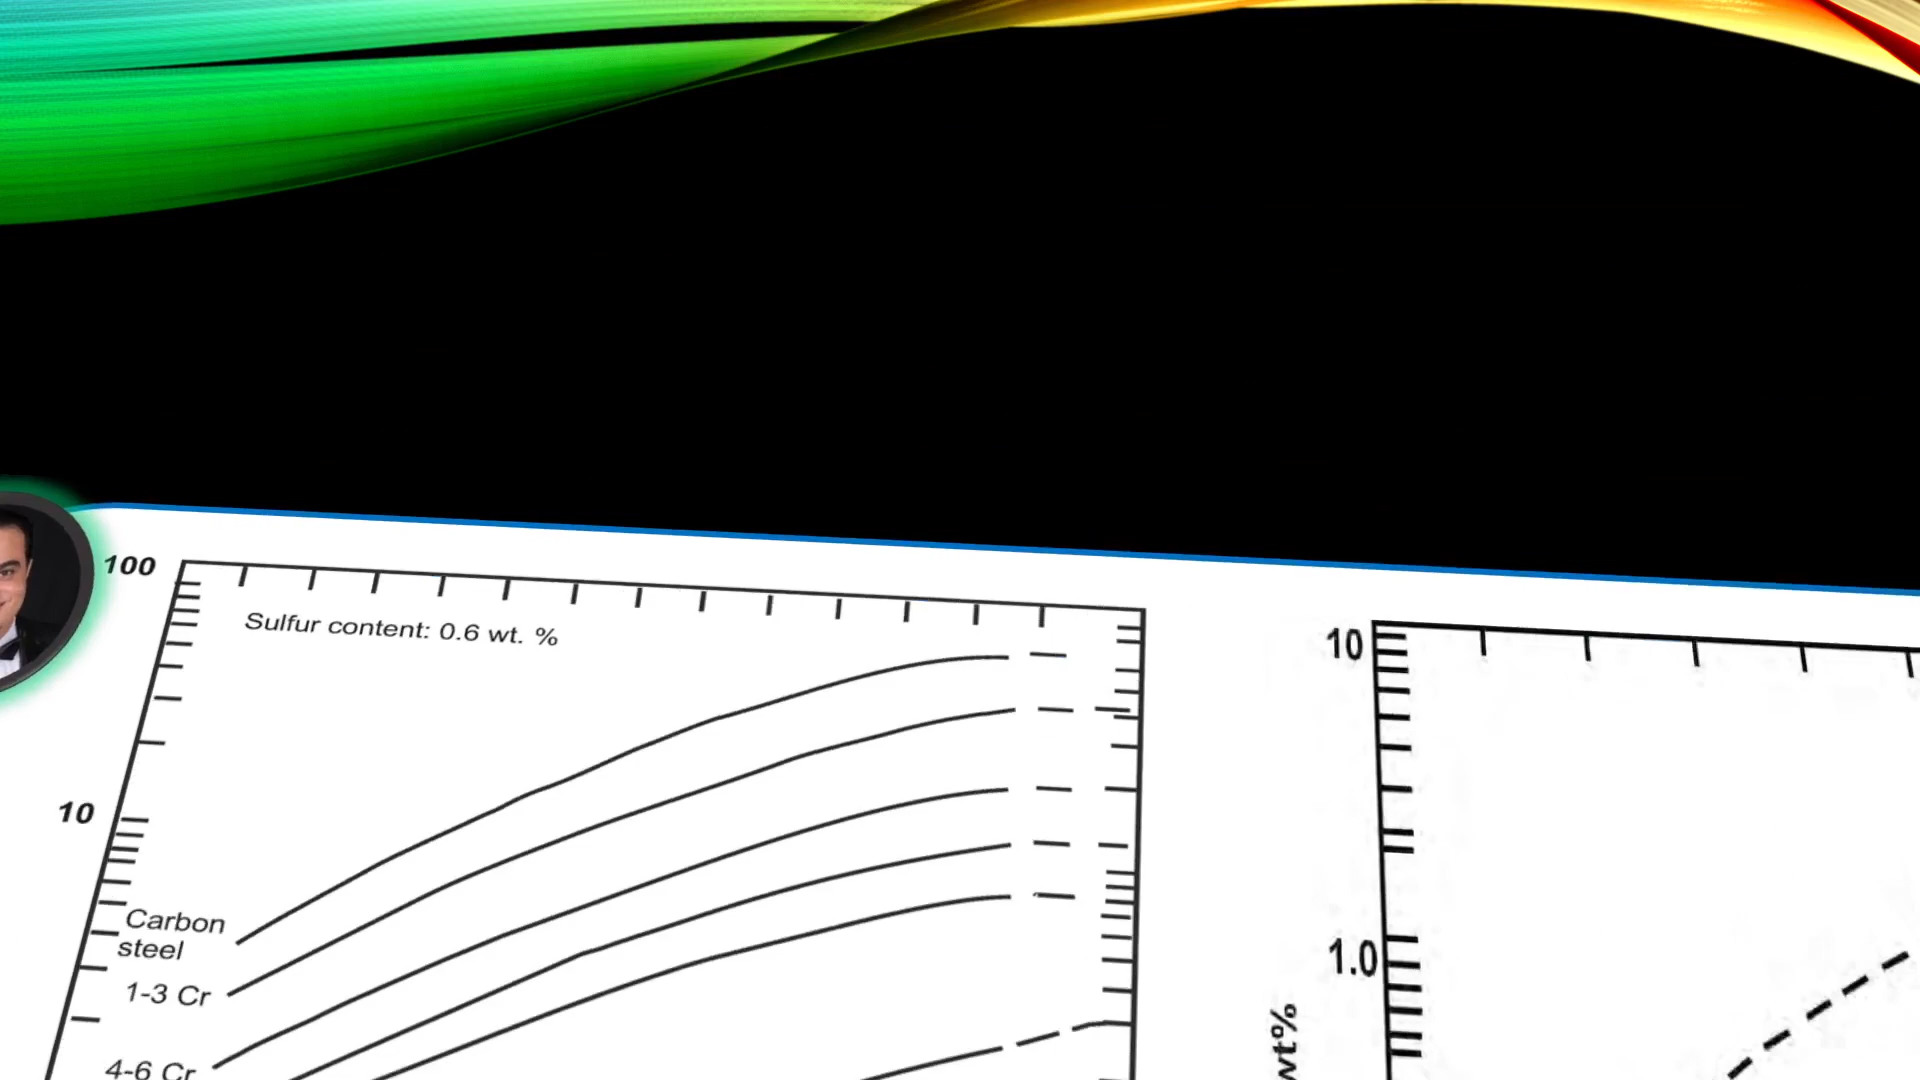 100
Sulfur content: 0.6 wt. %
10
Carbon
steel
1-3 Cr
4-6 Cr
10
1.0
wt%